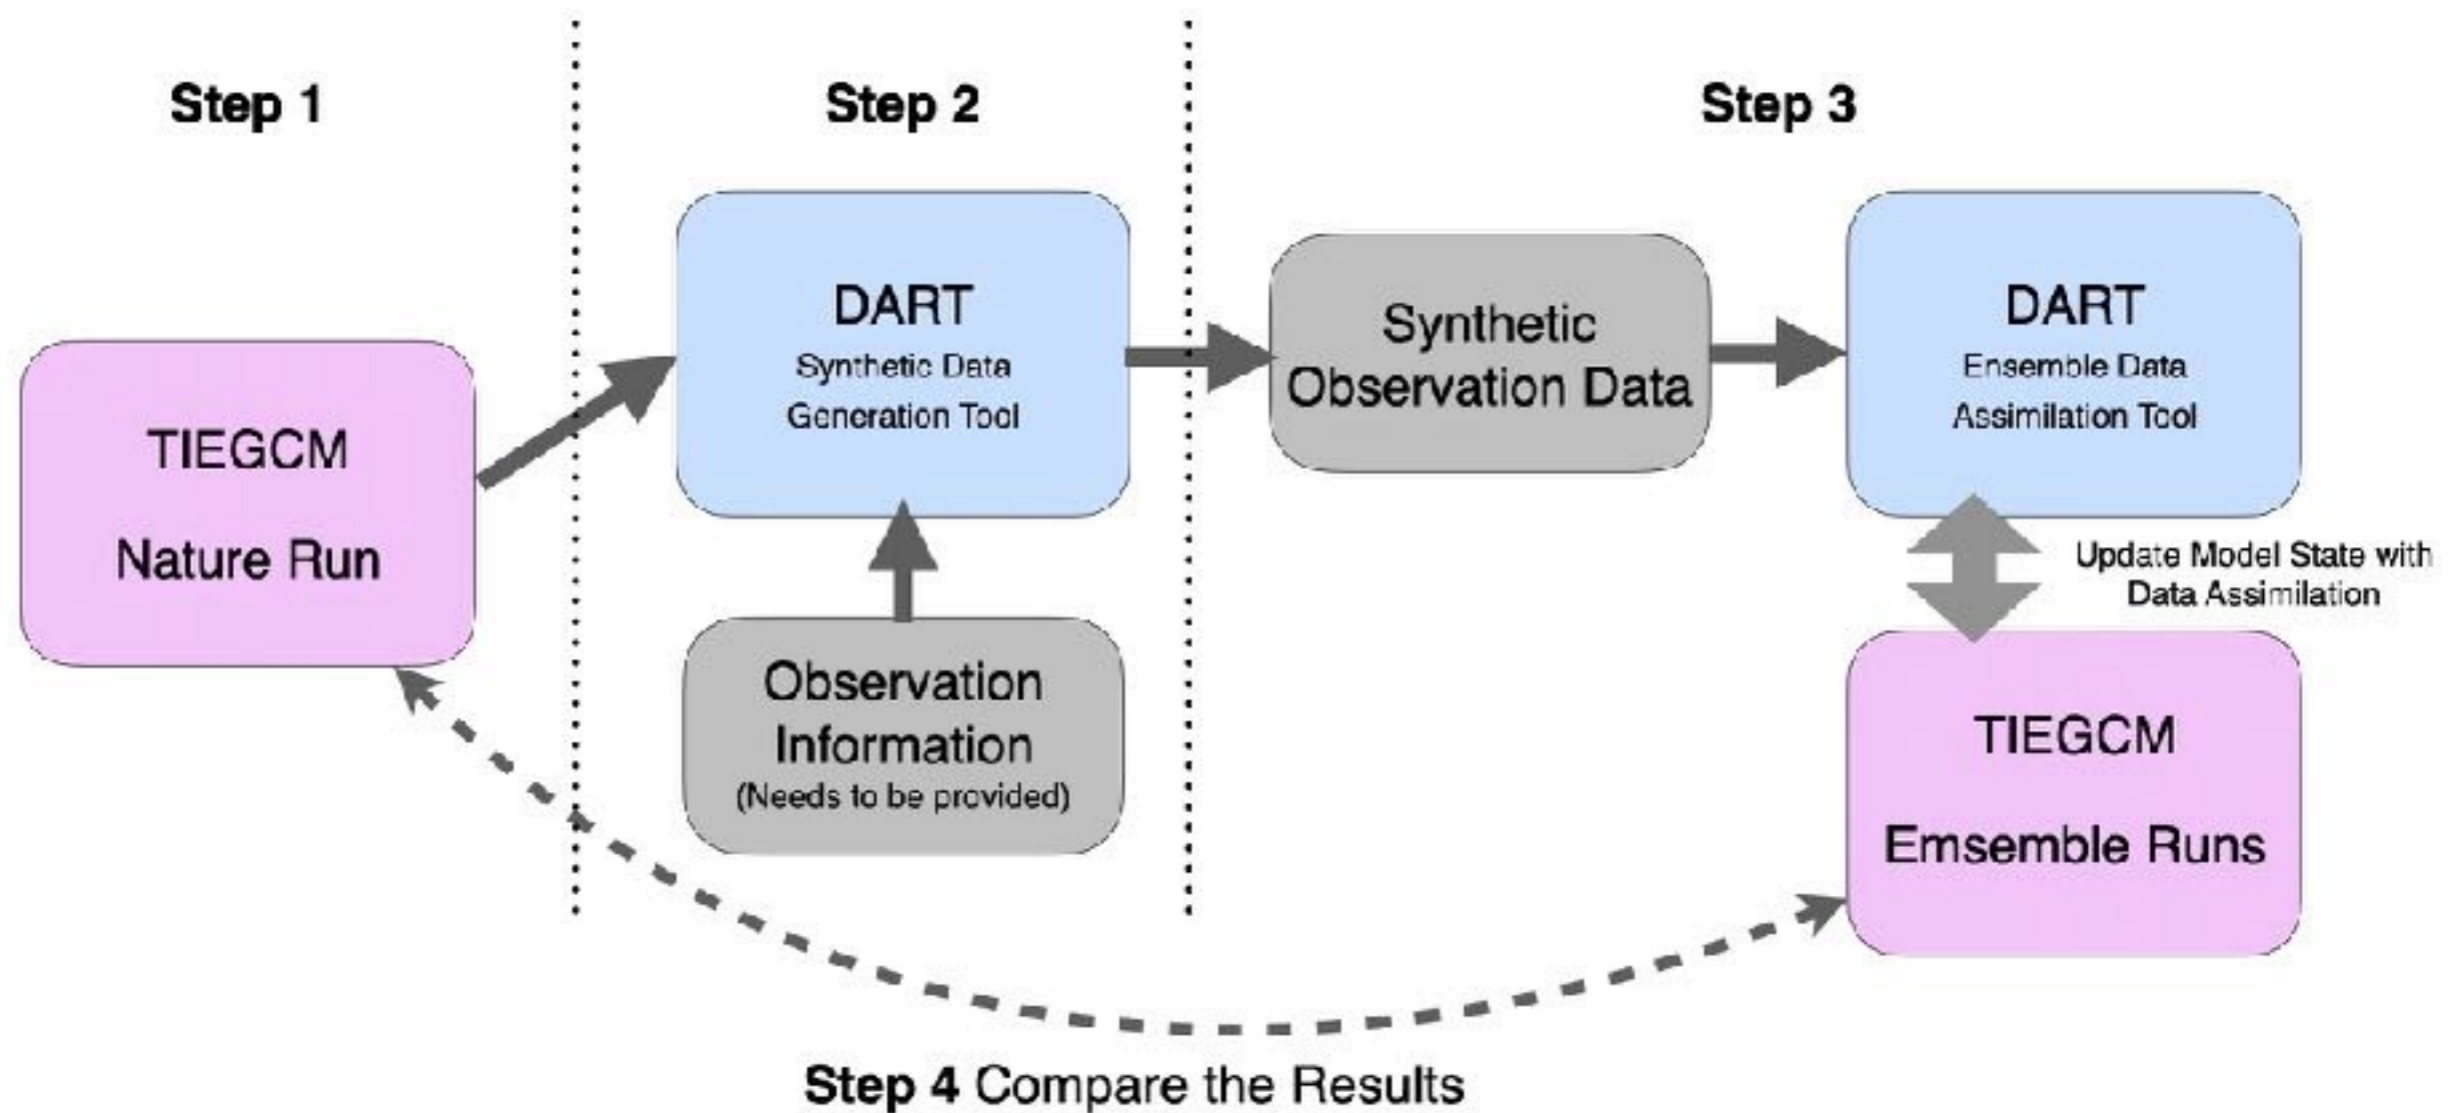 Step 1
Step 2
Step 3
TIEGCM
Nature Run
DART
Synthetic Data
Generation Tool
Observation
Information
(Needs to be provided)
Synthetic
Observation Data
DART
Ensemble Data
Assimilation Tool
Update Model State with
Data Assimilation
TIEGCM
Emsemble Runs
Step 4 Compare the Results